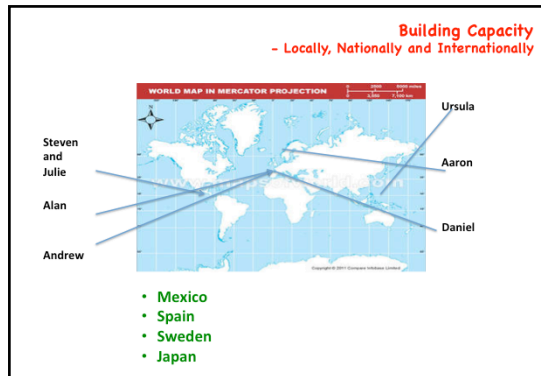 Building Capacity
- Locally, Nationally and Internationally
WORLD MAP IN MERCATOR PROJECTION
Ursula
Steven
and
Julie
Aaron
Alan
Daniel
Andrew
• Mexico
• Spain
• Sweden
• Japan